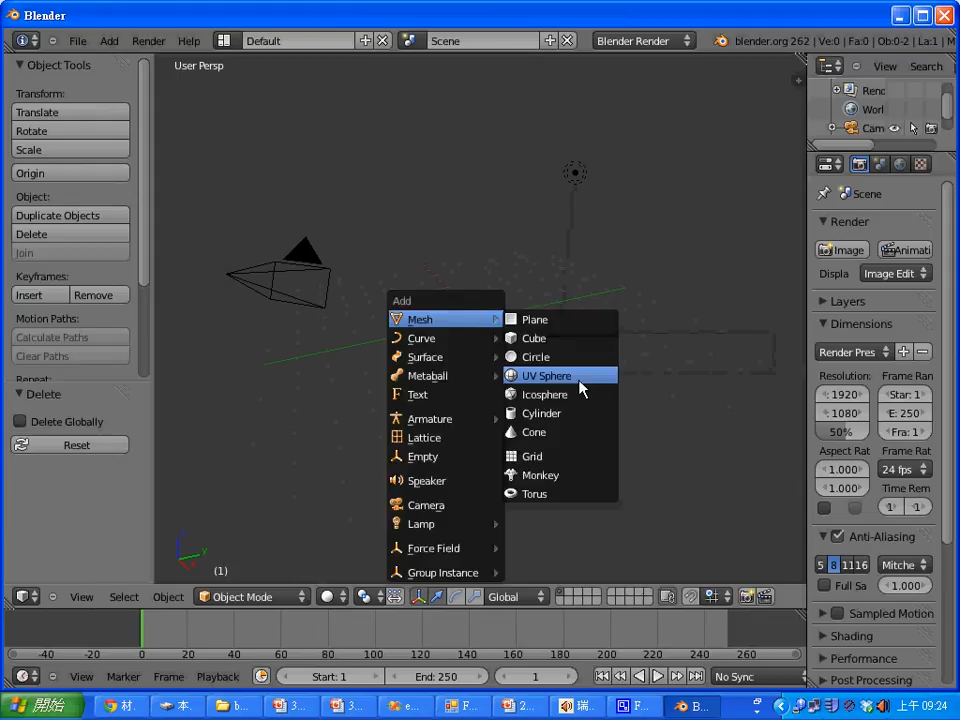 Blender
File Add Render Help Default Scene Blender Render blender.org 262 | Ve:0 | Fa:0 | Ob:0-2 | La:1 | M
Object Tools
User Persp
View Search
Transform:
Translate
Rotate
Scale
Origin
Object:
Duplicate Objects
Delete
Join
Keyframes:
Insert Remove
Motion Paths:
Calculate Paths
Clear Paths
Repeat:
Delete
Delete Globally
Reset
Add
Mesh
Curve
Surface
Metaball
Text
Armature
Lattice
Empty
Speaker
Camera
Lamp
Force Field
Group Instance
Plane
Cube
Circle
UV Sphere
Icosphere
Cylinder
Cone
Grid
Monkey
Torus
z
y
x
(1)
Renc
Worl
Cam
Scene
Render
Image Animati
Displa Image Edit
Layers
Dimensions
Render Pres
Resolution: Frame Ran
: 1920 Star: 1
: 1080 E: 250
50% Fra: 1
Aspect Rat Frame Rat
1.000 24 fps
1.000 Time Rem
1 1
Anti-Aliasing
5 8 11 16 Mitche
Full Sa 1.000
Sampled Motion
Shading
Performance
Post Processing
View Select Object Object Mode Global
-40 -20 0 20 40 60 80 100 120 140 160 180 200 220 240 260
View Marker Frame Playback Start: 1 End: 250 1 No Sync
開始 材. 本. b... 3... 3... e... F... 2... 瑞. F... B... 上午 09:24